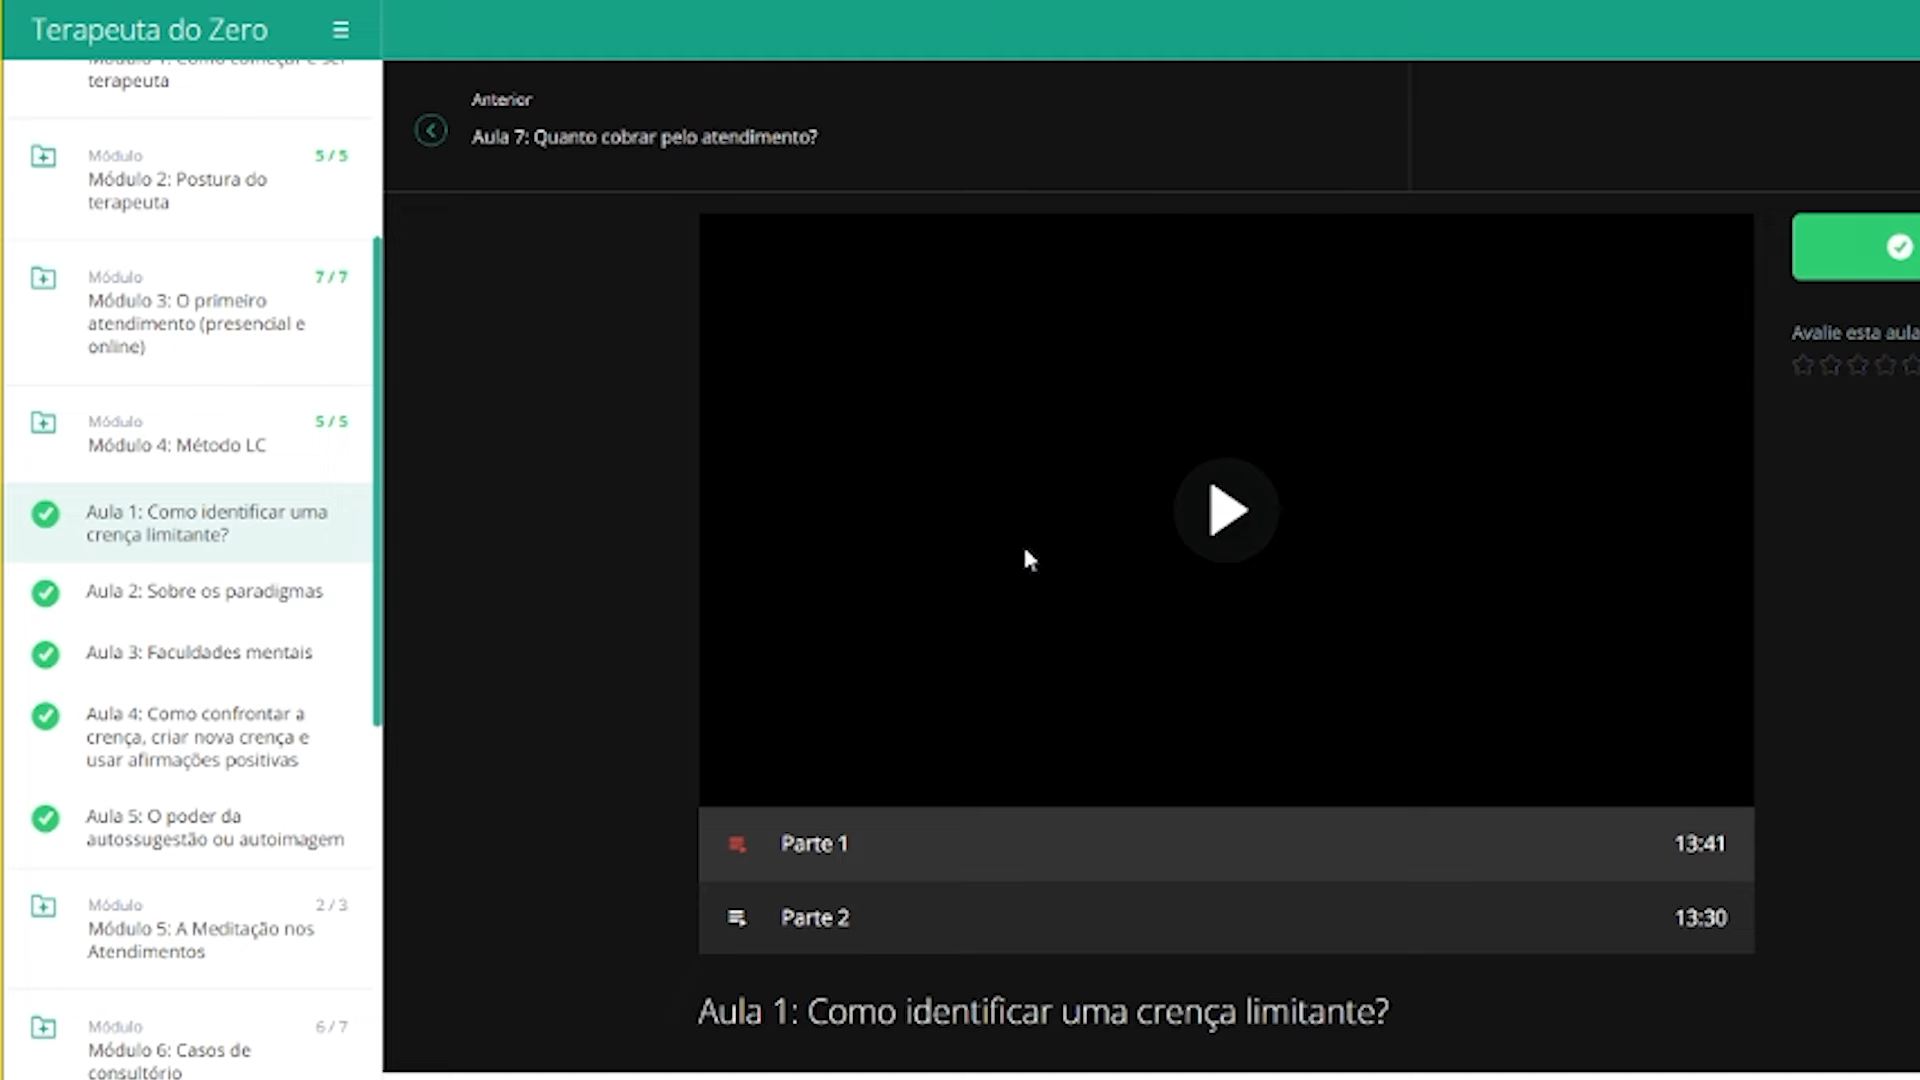 Terapeuta do Zero
Módulo 1: Como começar e ser
terapeuta
Módulo
5 / 5
Módulo 2: Postura do
terapeuta
Módulo
7 / 7
Módulo 3: O primeiro
atendimento (presencial e
online)
Módulo
5 / 5
Módulo 4: Método LC
Aula 1: Como identificar uma
crença limitante?
Aula 2: Sobre os paradigmas
Aula 3: Faculdades mentais
Aula 4: Como confrontar a
crença, criar nova crença e
usar afirmações positivas
Aula 5: O poder da
autossugestão ou autoimagem
Módulo
2 / 3
Módulo 5: A Meditação nos
Atendimentos
Módulo
6 / 7
Módulo 6: Casos de
consultório
Anterior
Aula 7: Quanto cobrar pelo atendimento?
Avalie esta aula
Parte 1
13:41
Parte 2
13:30
Aula 1: Como identificar uma crença limitante?